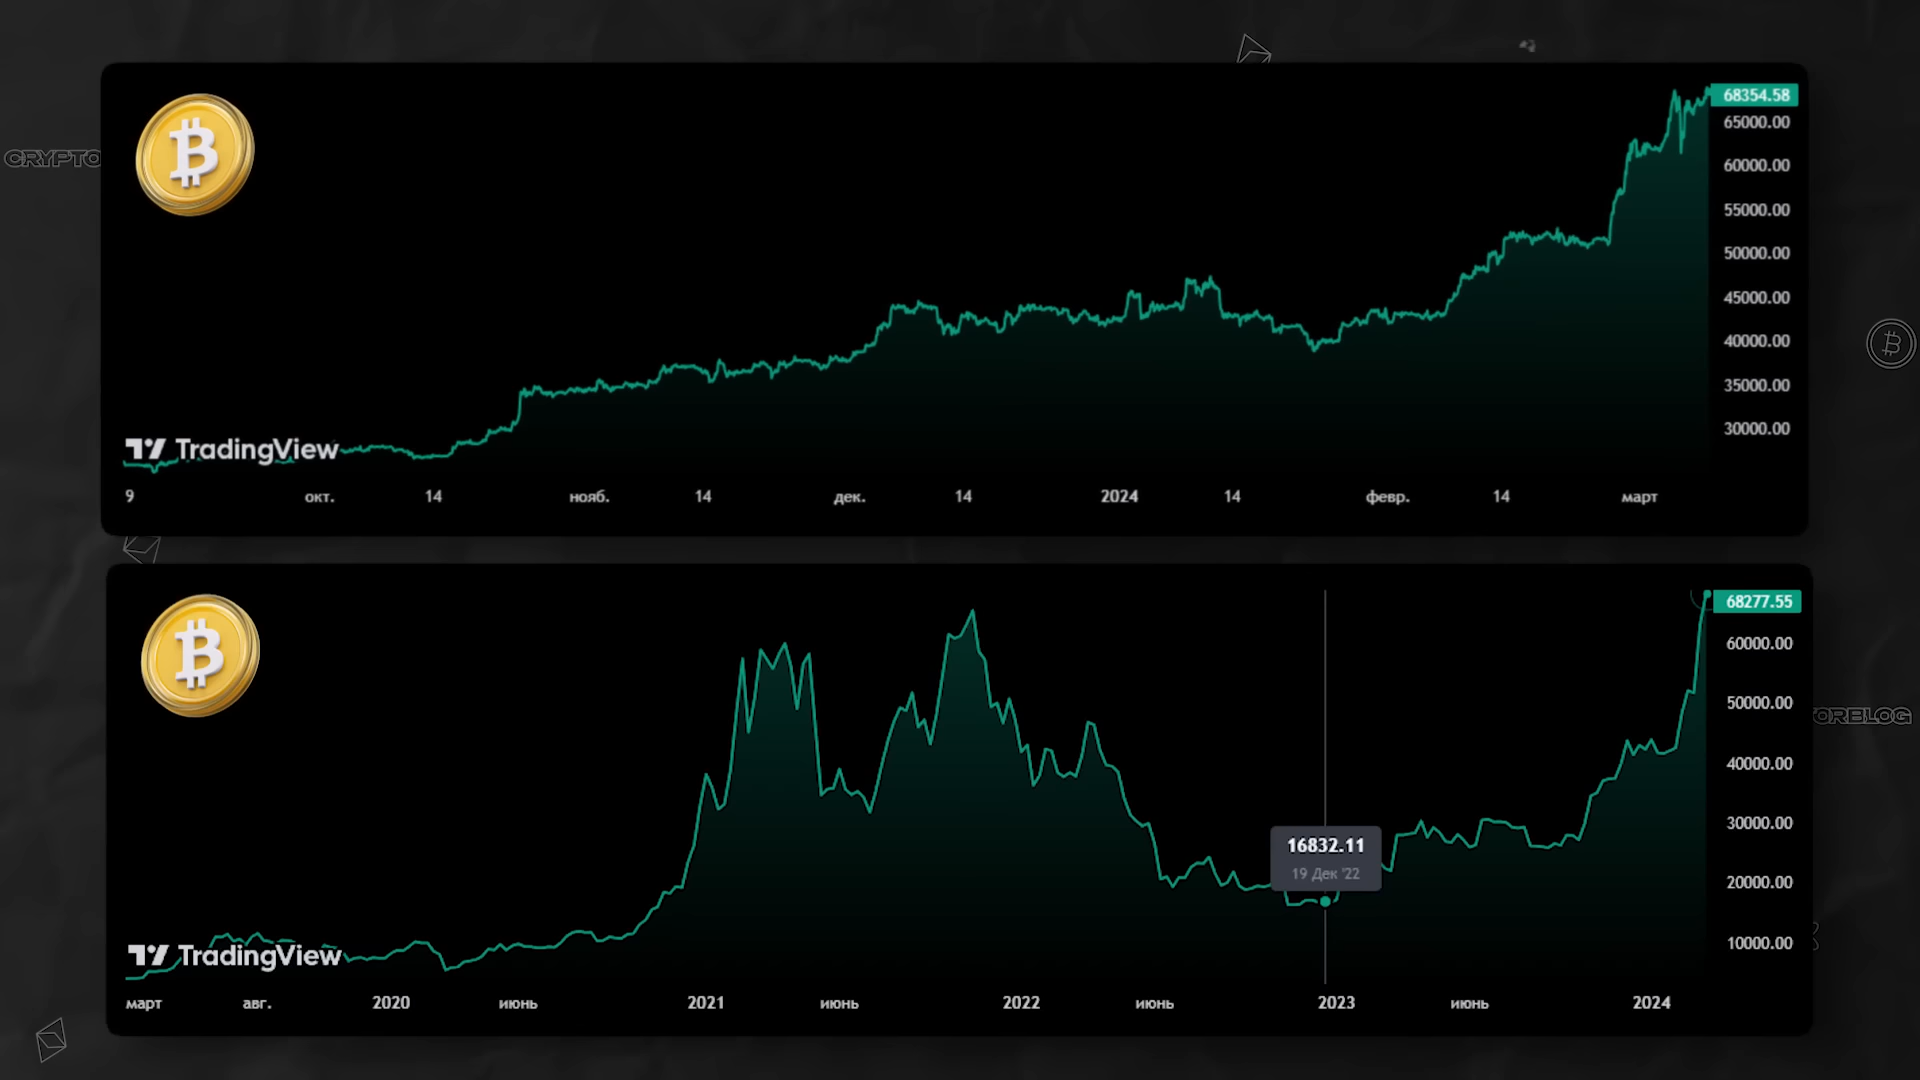 CRYPTO
68354.58
65000.00
60000.00
55000.00
50000.00
45000.00
40000.00
35000.00
30000.00
TradingView
9 окт. 14 нояб. 14 дек. 14 2024 14 февр. 14 март
68277.55
60000.00
50000.00
40000.00
30000.00
20000.00
10000.00
16832.11
19 Дек '22
TradingView
март авг. 2020 июнь 2021 июнь 2022 июнь 2023 июнь 2024